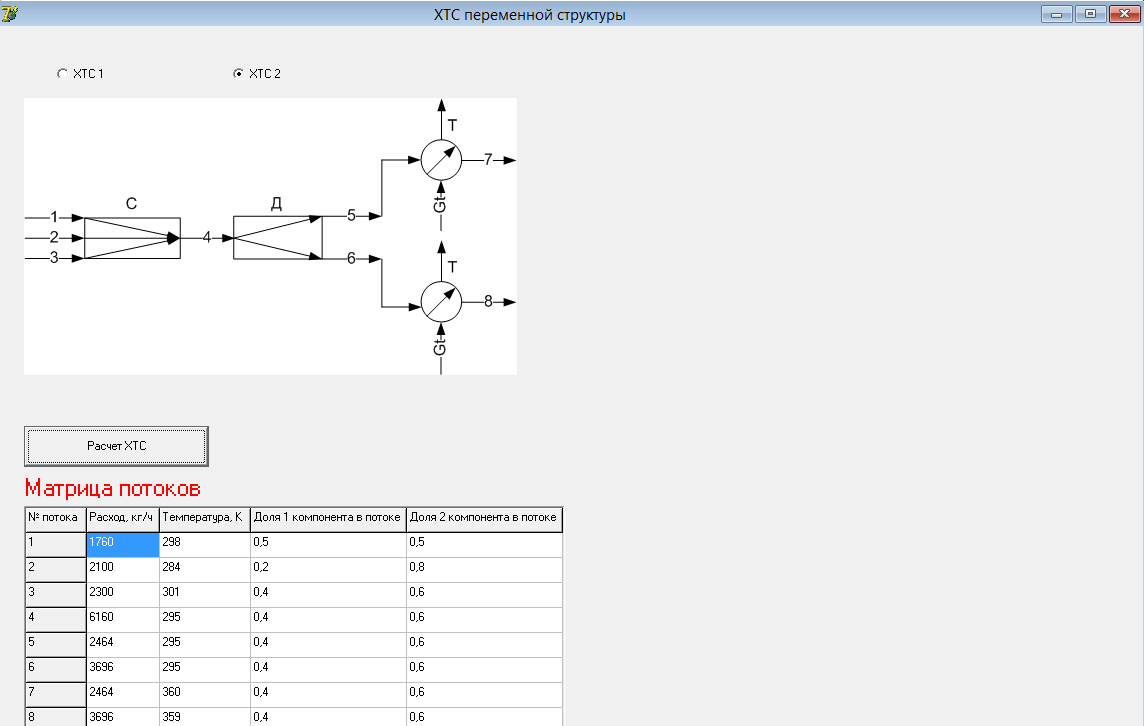 ХТС переменной структуры
ХТС 1
ХТС 2
T
7
Gt
С
Д
1
2
3
4
5
6
T
8
Gt
Расчет ХТС
Матрица потоков
№ потока Расход, кг/ч Температура, К Доля 1 компонента в потоке Доля 2 компонента в потоке
1 1760 298 0,5 0,5
2 2100 284 0,2 0,8
3 2300 301 0,4 0,6
4 6160 295 0,4 0,6
5 2464 295 0,4 0,6
6 3696 295 0,4 0,6
7 2464 360 0,4 0,6
8 3696 359 0,4 0,6